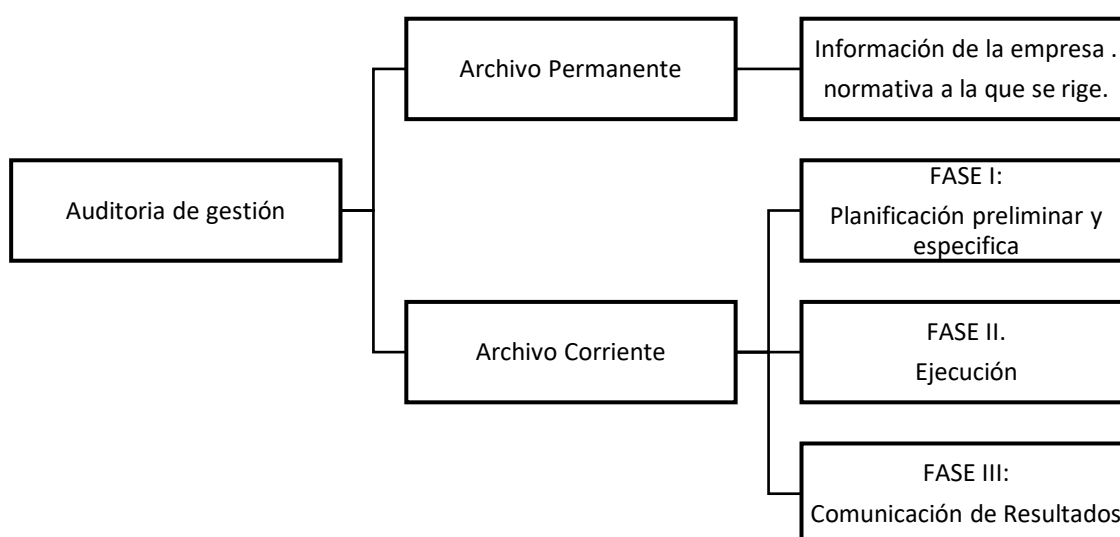 Auditoria de gestión
Archivo Permanente
Información de la empresa .
normativa a la que se rige.
Archivo Corriente
FASE I:
Planificación preliminar y
especifica
FASE II.
Ejecución
FASE III:
Comunicación de Resultados